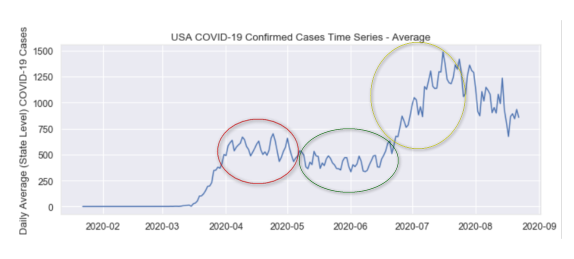 USA COVID-19 Confirmed Cases Time Series - Average
Daily Average (State Level) COVID-19 Cases
1500
1250
1000
750
500
250
0
2020-02 2020-03 2020-04 2020-05 2020-06 2020-07 2020-08 2020-09